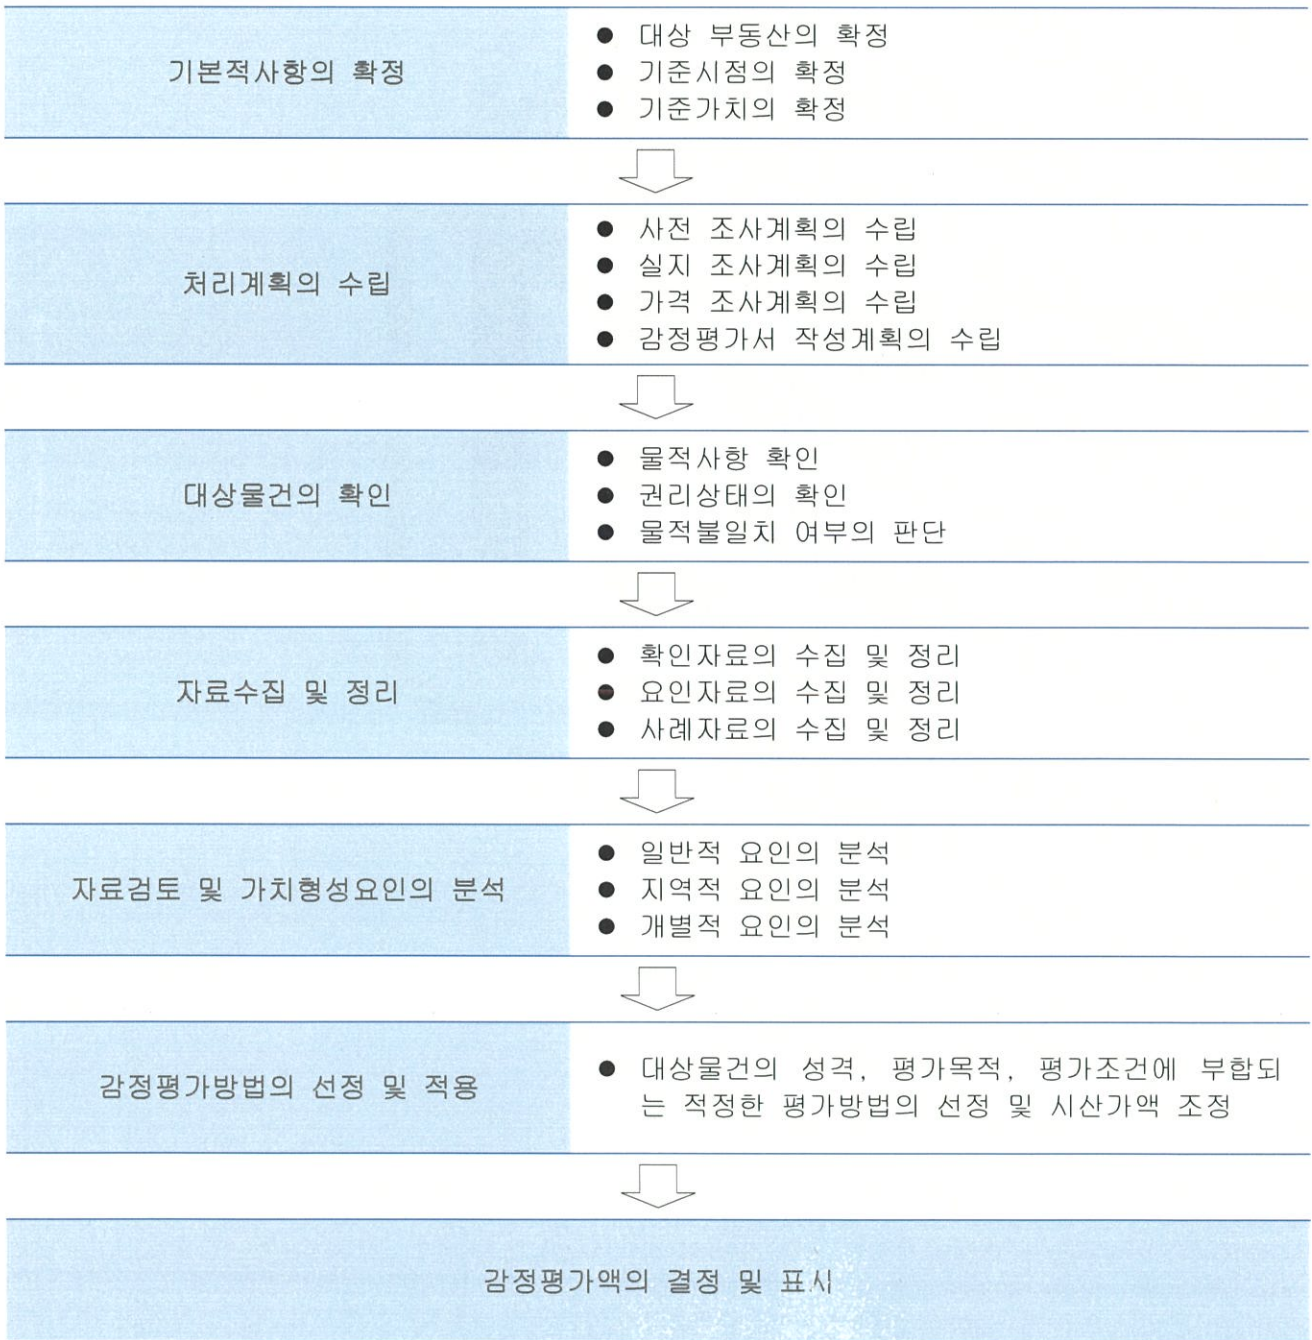 기본적사항의 확정
● 대상 부동산의 확정
● 기준시점의 확정
● 기준가치의 확정
처리계획의 수립
● 사전 조사계획의 수립
● 실지 조사계획의 수립
● 가격 조사계획의 수립
● 감정평가서 작성계획의 수립
대상물건의 확인
● 물적사항 확인
● 권리상태의 확인
● 물적불일치 여부의 판단
자료수집 및 정리
● 확인자료의 수집 및 정리
● 요인자료의 수집 및 정리
● 사례자료의 수집 및 정리
자료검토 및 가치형성요인의 분석
● 일반적 요인의 분석
● 지역적 요인의 분석
● 개별적 요인의 분석
감정평가방법의 선정 및 적용
● 대상물건의 성격, 평가목적, 평가조건에 부합되
는 적정한 평가방법의 선정 및 시산가액 조정
감정평가액의 결정 및 표시